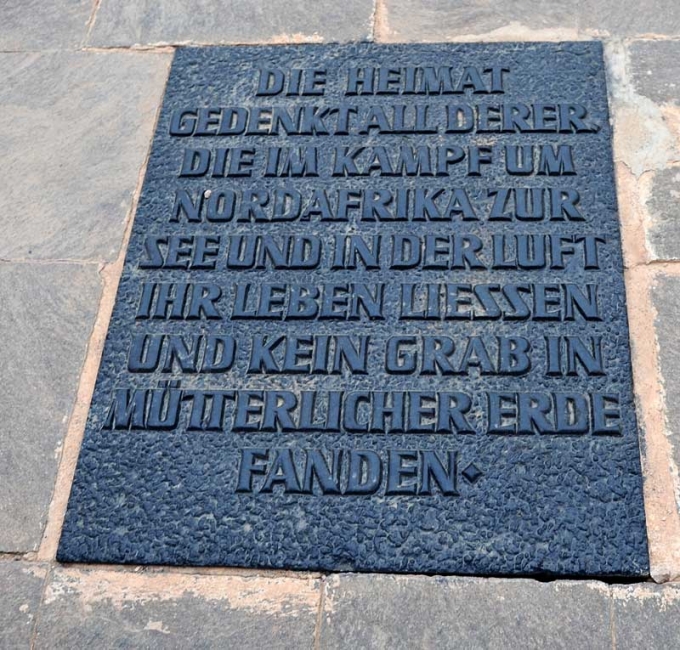 DIE HEIMAT
GEDENKT ALL DERER,
DIE IM KAMPF UM
NORDAFRIKA ZUR
SEE UND IN DER LUFT
IHR LEBEN LIESSEN
UND KEIN GRAB IN
MÜTTERLICHER ERDE
FANDEN